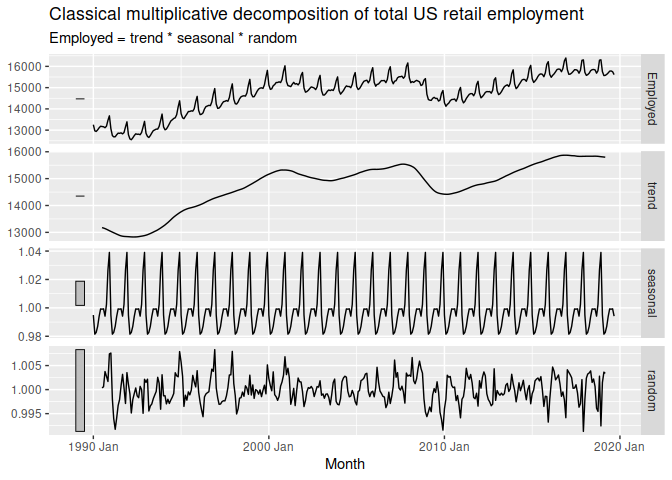 Classical multiplicative decomposition of total US retail employment
Employed = trend * seasonal * random
16000
15000
14000
13000
Employed
16000
15000
14000
13000
trend
1.04
1.02
1.00
0.98
seasonal
1.005
1.000
0.995
random
1990 Jan 2000 Jan 2010 Jan 2020 Jan
Month